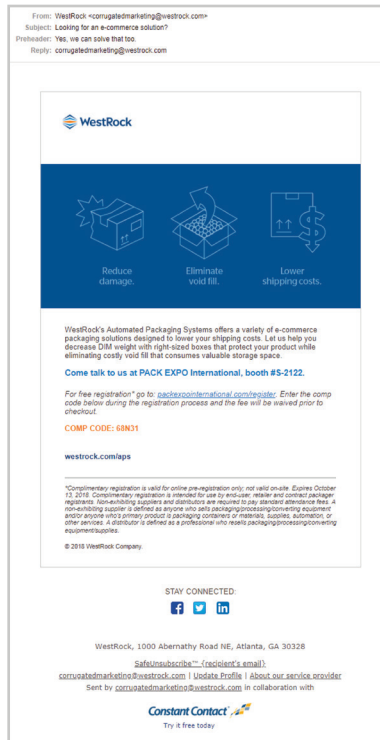 From: WestRock <corrugatedmarketing@westrock.com>
Subject: Looking for an e-commerce solution?
Preheader: Yes, we can solve that too.
Reply: corrugatedmarketing@westrock.com
WestRock
Reduce
damage.
Eliminate
void fill.
Lower
shipping costs.
WestRock's Automated Packaging Systems offers a variety of e-commerce
packaging solutions designed to lower your shipping costs. Let us help you
decrease DIM weight with right-sized boxes that protect your product while
eliminating costly void fill that consumes valuable storage space.
Come talk to us at PACK EXPO International, booth #S-2122.
For free registration* go to: packexpointernational.com/register. Enter the comp
code below during the registration process and the fee will be waived prior to
checkout.
COMP CODE: 68N31
westrock.com/aps
*Complimentary registration is valid for online pre-registration only; not valid on-site. Expires October
13, 2018. Complimentary registration is intended for use by end-user, retailer and contract packager
registrants. Non-exhibiting suppliers and distributors are required to pay standard attendance fees. A
non-exhibiting supplier is defined as anyone who sells packaging/processing/converting equipment
and/or anyone who's primary product is packaging containers or materials, supplies, automation, or
other services. A distributor is defined as a professional who resells packaging/processing/converting
equipment/supplies.
© 2018 WestRock Company.
STAY CONNECTED:
WestRock, 1000 Abernathy Road NE, Atlanta, GA 30328
SafeUnsubscribe™ {recipient's email}
corrugatedmarketing@westrock.com | Update Profile | About our service provider
Sent by corrugatedmarketing@westrock.com in collaboration with
Constant Contact
Try it free today